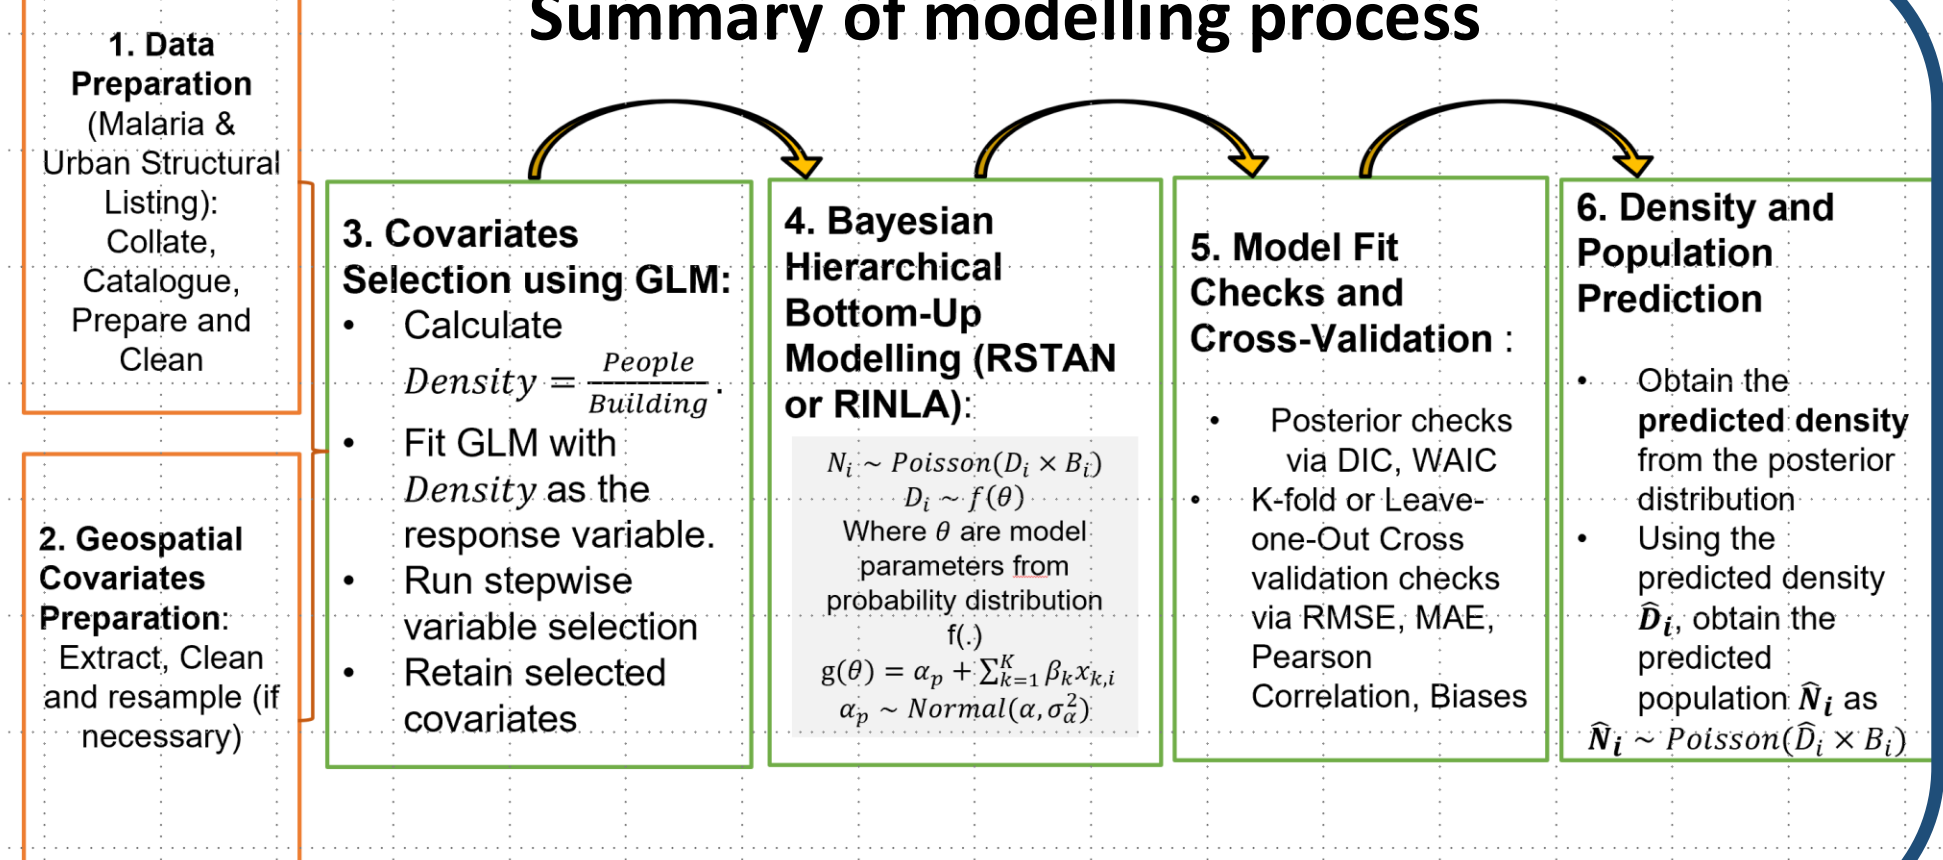 Summary of modelling process
1. Data
Preparation
(Malaria &
Urban Structural
Listing):
Collate,
Catalogue,
Prepare and
Clean
2. Geospatial
Covariates
Preparation:
Extract, Clean
and resample (if
necessary)
3. Covariates
Selection using GLM:
• Calculate
Density = People / Building .
• Fit GLM with
Density as the
response variable.
• Run stepwise
variable selection
• Retain selected
covariates
4. Bayesian
Hierarchical
Bottom-Up
Modelling (RSTAN
or RINLA):
N_i ~ Poisson(D_i × B_i)
D_i ~ f(θ)
Where θ are model
parameters from
probability distribution
f(.)
g(θ) = α_p + ∑_{k=1}^{K} β_k x_{k,i}
α_p ~ Normal(α, σ_α^2)
5. Model Fit
Checks and
Cross-Validation :
• Posterior checks
via DIC, WAIC
• K-fold or Leave-
one-Out Cross
validation checks
via RMSE, MAE,
Pearson
Correlation, Biases
6. Density and
Population
Prediction
• Obtain the
predicted density
from the posterior
distribution
• Using the
predicted density
D̂_i, obtain the
predicted
population N̂_i as
N̂_i ~ Poisson(D̂_i × B_i)